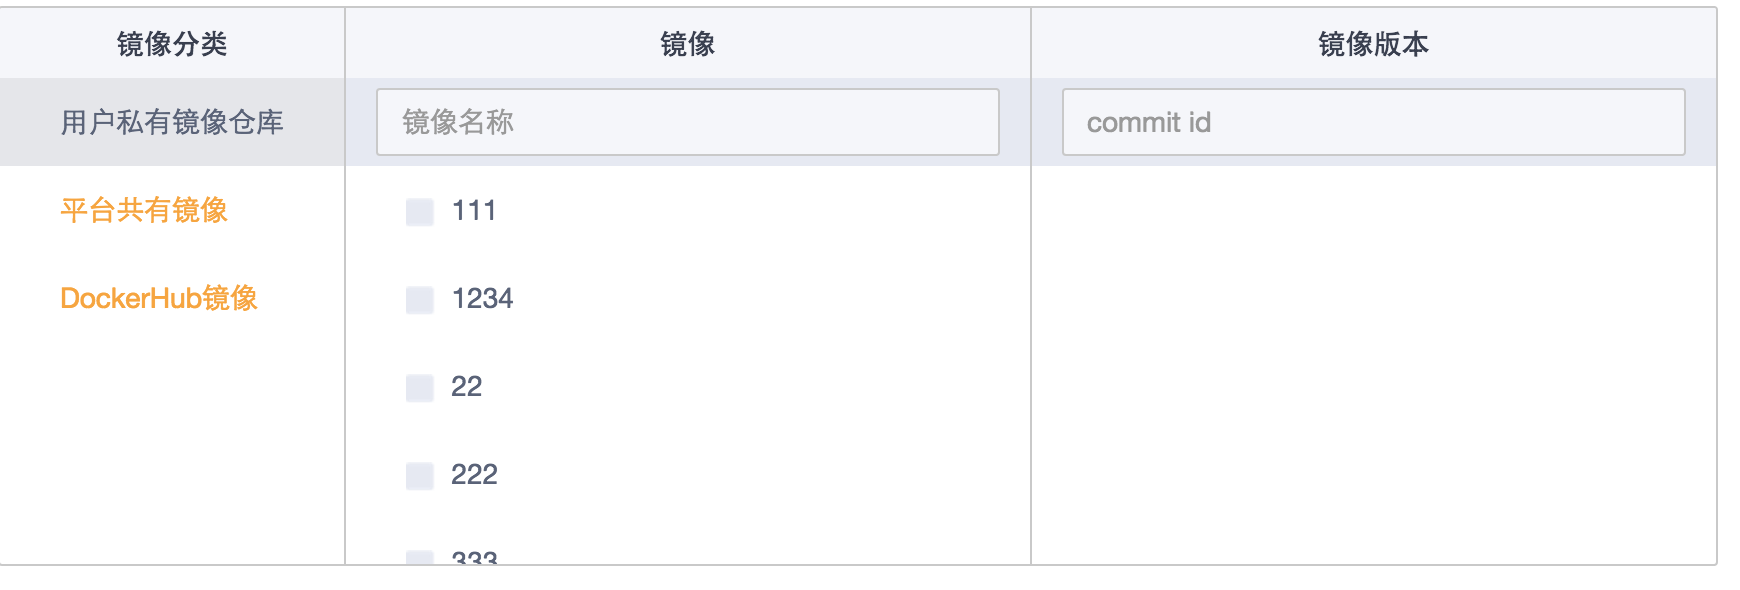 镜像分类 镜像 镜像版本
用户私有镜像仓库 镜像名称 commit id
平台共有镜像 111
DockerHub镜像 1234
22
222
333